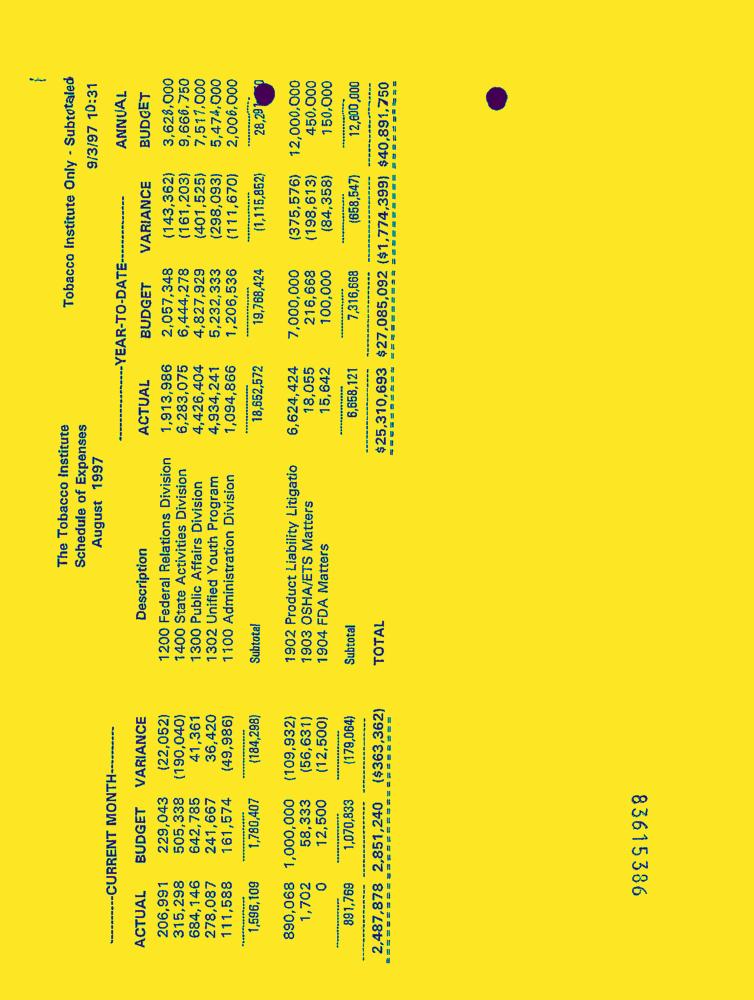 The Tobacco Institute Tobacco Institute Only - Subtotaled
Schedule of Expenses 9/3/97 10:31
August 1997
----------CURRENT MONTH---------- --------------YEAR-TO-DATE-------------- ANNUAL
ACTUAL BUDGET VARIANCE Description ACTUAL BUDGET VARIANCE BUDGET
206,991 229,043 (22,052) 1200 Federal Relations Division 1,913,986 2,057,348 (143,362) 3,628,000
315,298 505,338 (190,040) 1400 State Activities Division 6,283,075 6,444,278 (161,203) 9,666,750
684,146 642,785 41,361 1300 Public Affairs Division 4,426,404 4,827,929 (401,525) 7,517,000
278,087 241,667 36,420 1302 Unified Youth Program 4,934,241 5,232,333 (298,093) 5,474,000
111,588 161,574 (49,986) 1100 Administration Division 1,094,866 1,206,536 (111,670) 2,006,000
1,596,109 1,780,407 (184,298) Subtotal 18,652,572 19,768,424 (1,115,852)
890,068 1,000,000 (109,932) 1902 Product Liability Litigatio 6,624,424 7,000,000 (375,576) 12,000,000
1,702 58,333 (56,631) 1903 OSHA/ETS Matters 18,055 216,668 (198,613) 450,000
0 12,500 (12,500) 1904 FDA Matters 15,642 100,000 (84,358) 150,000
891,769 1,070,833 (179,064) Subtotal 6,658,121 7,316,668 (658,547) 12,600,000
2,487,878 2,851,240 ($363,362) TOTAL $25,310,693 $27,085,092 ($1,774,399) $40,891,750
83615386